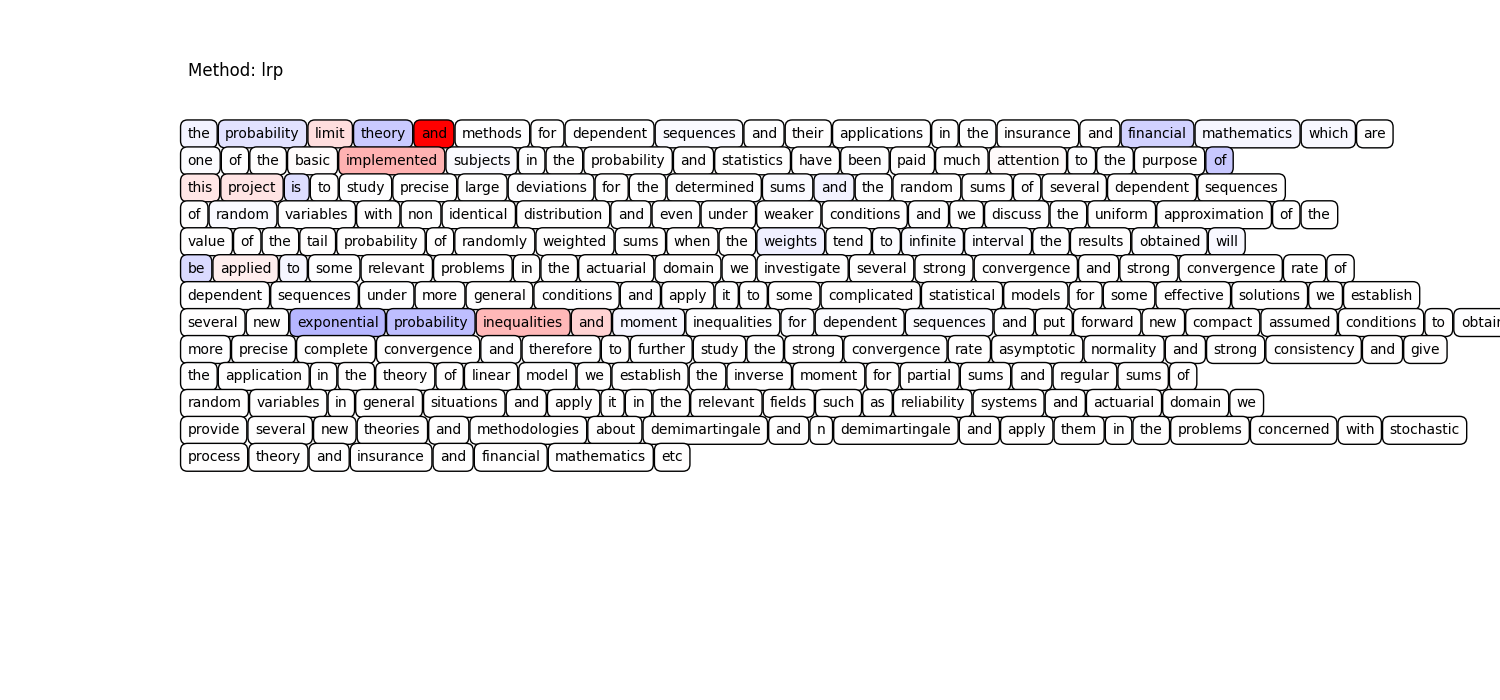 Method: lrp
the probability limit theory and methods for dependent sequences and their applications in the insurance and financial mathematics which are
one of the basic implemented subjects in the probability and statistics have been paid much attention to the purpose of
this project is to study precise large deviations for the determined sums and the random sums of several dependent sequences
of random variables with non identical distribution and even under weaker conditions and we discuss the uniform approximation of the
value of the tail probability of randomly weighted sums when the weights tend to infinite interval the results obtained will
be applied to some relevant problems in the actuarial domain we investigate several strong convergence and strong convergence rate of
dependent sequences under more general conditions and apply it to some complicated statistical models for some effective solutions we establish
several new exponential probability inequalities and moment inequalities for dependent sequences and put forward new compact assumed conditions to
more precise complete convergence and therefore to further study the strong convergence rate asymptotic normality and strong consistency and give
the application in the theory of linear model we establish the inverse moment for partial sums and regular sums of
random variables in general situations and apply it in the relevant fields such as reliability systems and actuarial domain we
provide several new theories and methodologies about demimartingale and n demimartingale and apply them in the problems concerned with stochastic
process theory and insurance and financial mathematics etc